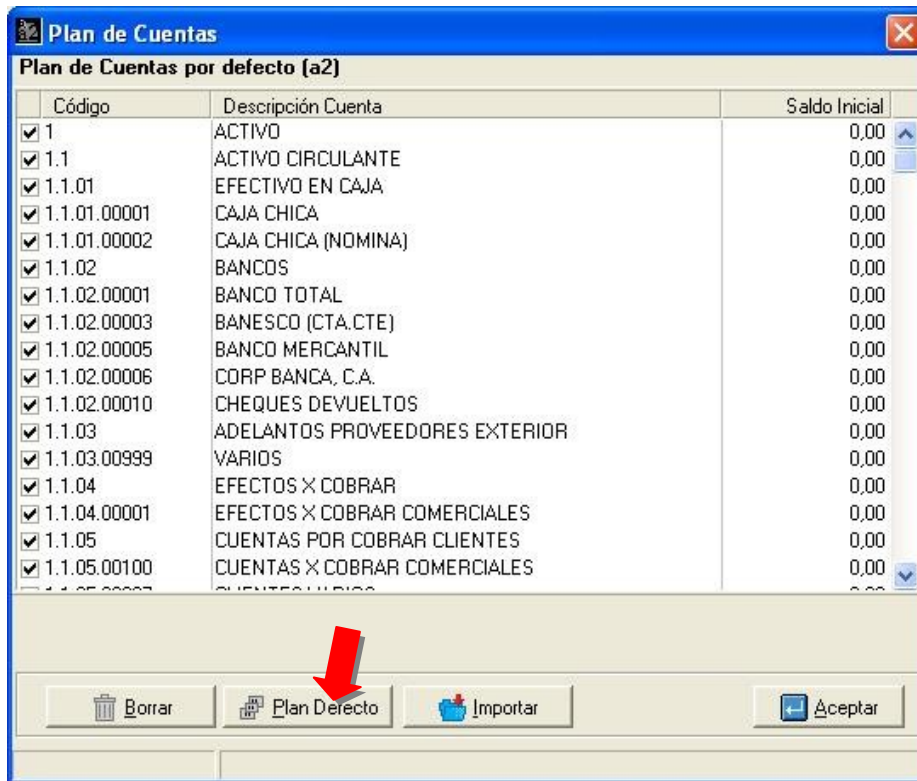 Plan de Cuentas
Plan de Cuentas por defecto (a2)
Código Descripción Cuenta Saldo Inicial
1 ACTIVO 0,00
1.1 ACTIVO CIRCULANTE 0,00
1.1.01 EFECTIVO EN CAJA 0,00
1.1.01.00001 CAJA CHICA 0,00
1.1.01.00002 CAJA CHICA (NOMINA) 0,00
1.1.02 BANCOS 0,00
1.1.02.00001 BANCO TOTAL 0,00
1.1.02.00003 BANESCO (CTA.CTE) 0,00
1.1.02.00005 BANCO MERCANTIL 0,00
1.1.02.00006 CORP BANCA, C.A. 0,00
1.1.02.00010 CHEQUES DEVUELTOS 0,00
1.1.03 ADELANTOS PROVEEDORES EXTERIOR 0,00
1.1.03.00999 VARIOS 0,00
1.1.04 EFECTOS X COBRAR 0,00
1.1.04.00001 EFECTOS X COBRAR COMERCIALES 0,00
1.1.05 CUENTAS POR COBRAR CLIENTES 0,00
1.1.05.00100 CUENTAS X COBRAR COMERCIALES 0,00
Borrar Plan Defecto Importar Aceptar